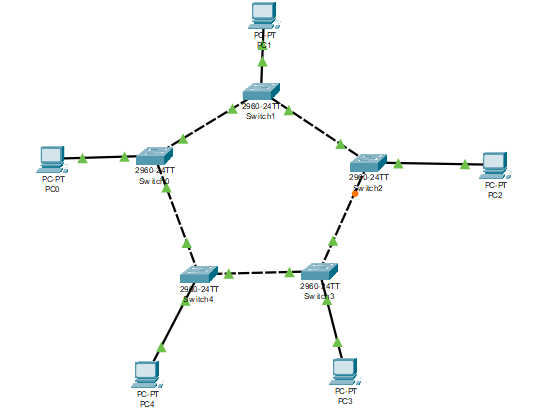 PC-PT
PC1
2960-24TT
Switch1
2960-24TT
Switch0
PC-PT
PC0
2960-24TT
Switch2
PC-PT
PC2
2960-24TT
Switch4
2960-24TT
Switch3
PC-PT
PC4
PC-PT
PC3